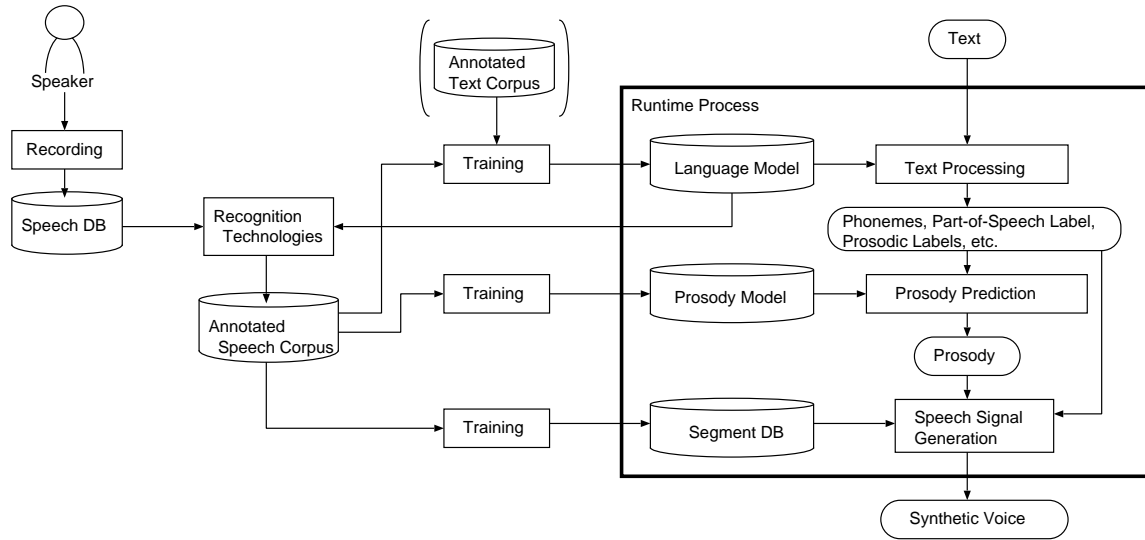 Speaker
Recording
Speech DB
Recognition
Technologies
Annotated
Speech Corpus
Annotated
Text Corpus
Training
Training
Training
Text
Runtime Process
Language Model
Text Processing
Phonemes, Part-of-Speech Label,
Prosodic Labels, etc.
Prosody Model
Prosody Prediction
Prosody
Segment DB
Speech Signal
Generation
Synthetic Voice